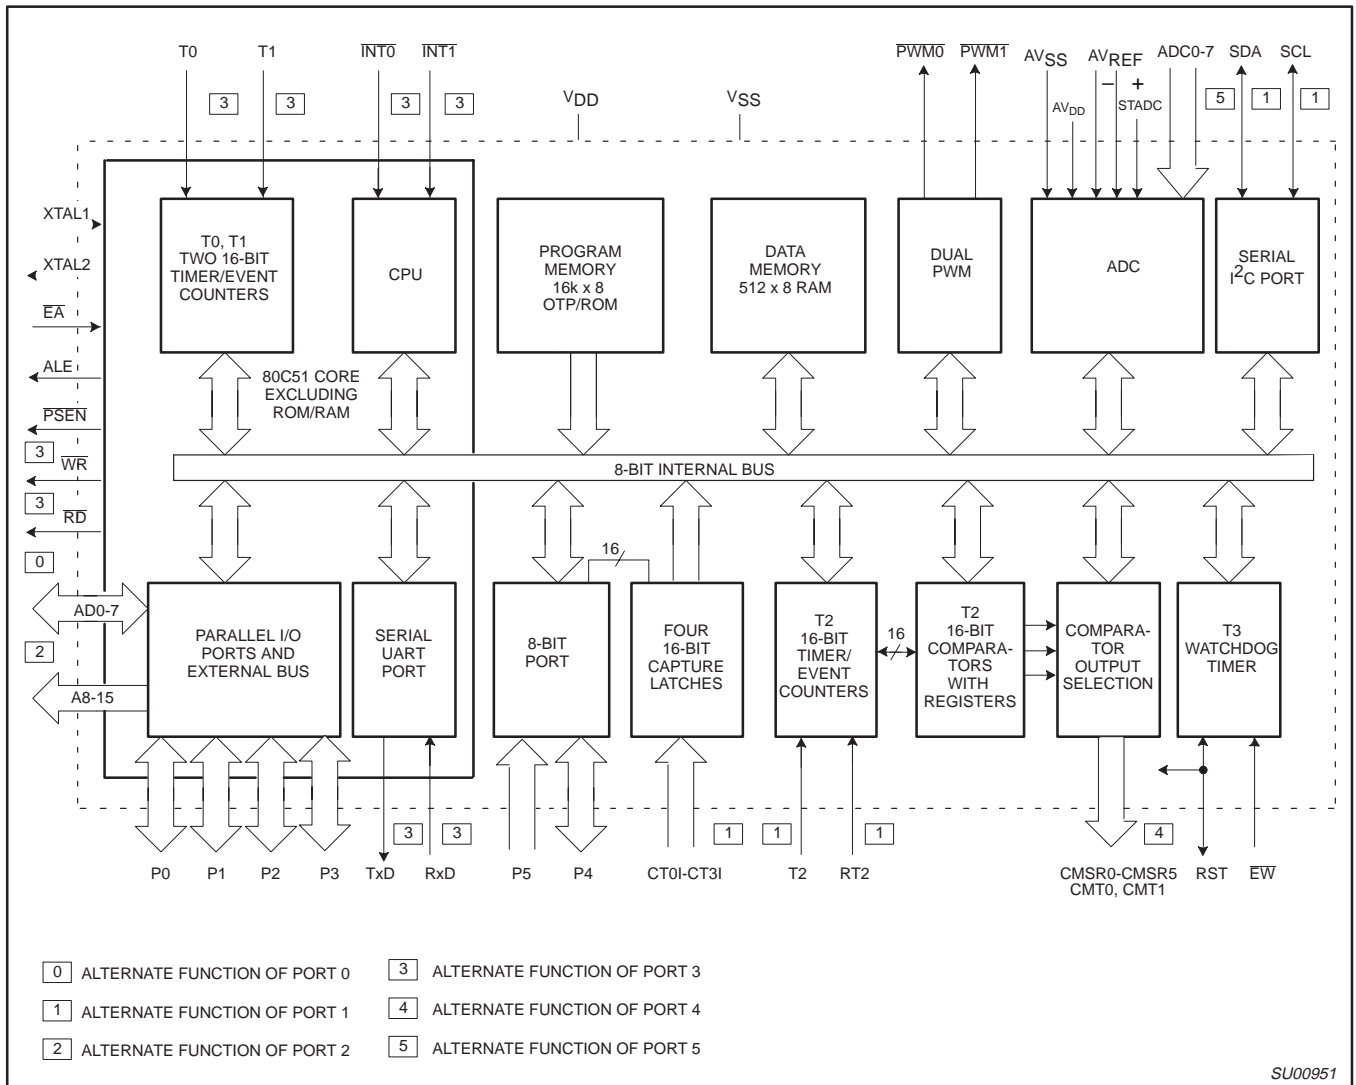 T0 T1 INT0 INT1 PWM0 PWM1 AVSS AVREF ADC0-7 SDA SCL
– +
STADC
AVDD
3 3 3 3 VDD VSS 5 1 1
XTAL1
XTAL2
EA
ALE
PSEN
3 WR
3 RD
0
AD0-7
2
A8-15
T0, T1
TWO 16-BIT
TIMER/EVENT
COUNTERS
CPU
PROGRAM
MEMORY
16k x 8
OTP/ROM
DATA
MEMORY
512 x 8 RAM
DUAL
PWM
ADC
SERIAL
I2C PORT
80C51 CORE
EXCLUDING
ROM/RAM
8-BIT INTERNAL BUS
PARALLEL I/O
PORTS AND
EXTERNAL BUS
SERIAL
UART
PORT
8-BIT
PORT
16
FOUR
16-BIT
CAPTURE
LATCHES
T2
16-BIT
TIMER/
EVENT
COUNTERS
16
T2
16-BIT
COMPARA-
TORS
WITH
REGISTERS
COMPARA-
TOR
OUTPUT
SELECTION
T3
WATCHDOG
TIMER
3 3 1 1 1 4
P0 P1 P2 P3 TxD RxD P5 P4 CT0I-CT3I T2 RT2 CMSR0-CMSR5 RST EW
CMT0, CMT1
0 ALTERNATE FUNCTION OF PORT 0
1 ALTERNATE FUNCTION OF PORT 1
2 ALTERNATE FUNCTION OF PORT 2
3 ALTERNATE FUNCTION OF PORT 3
4 ALTERNATE FUNCTION OF PORT 4
5 ALTERNATE FUNCTION OF PORT 5
SU00951